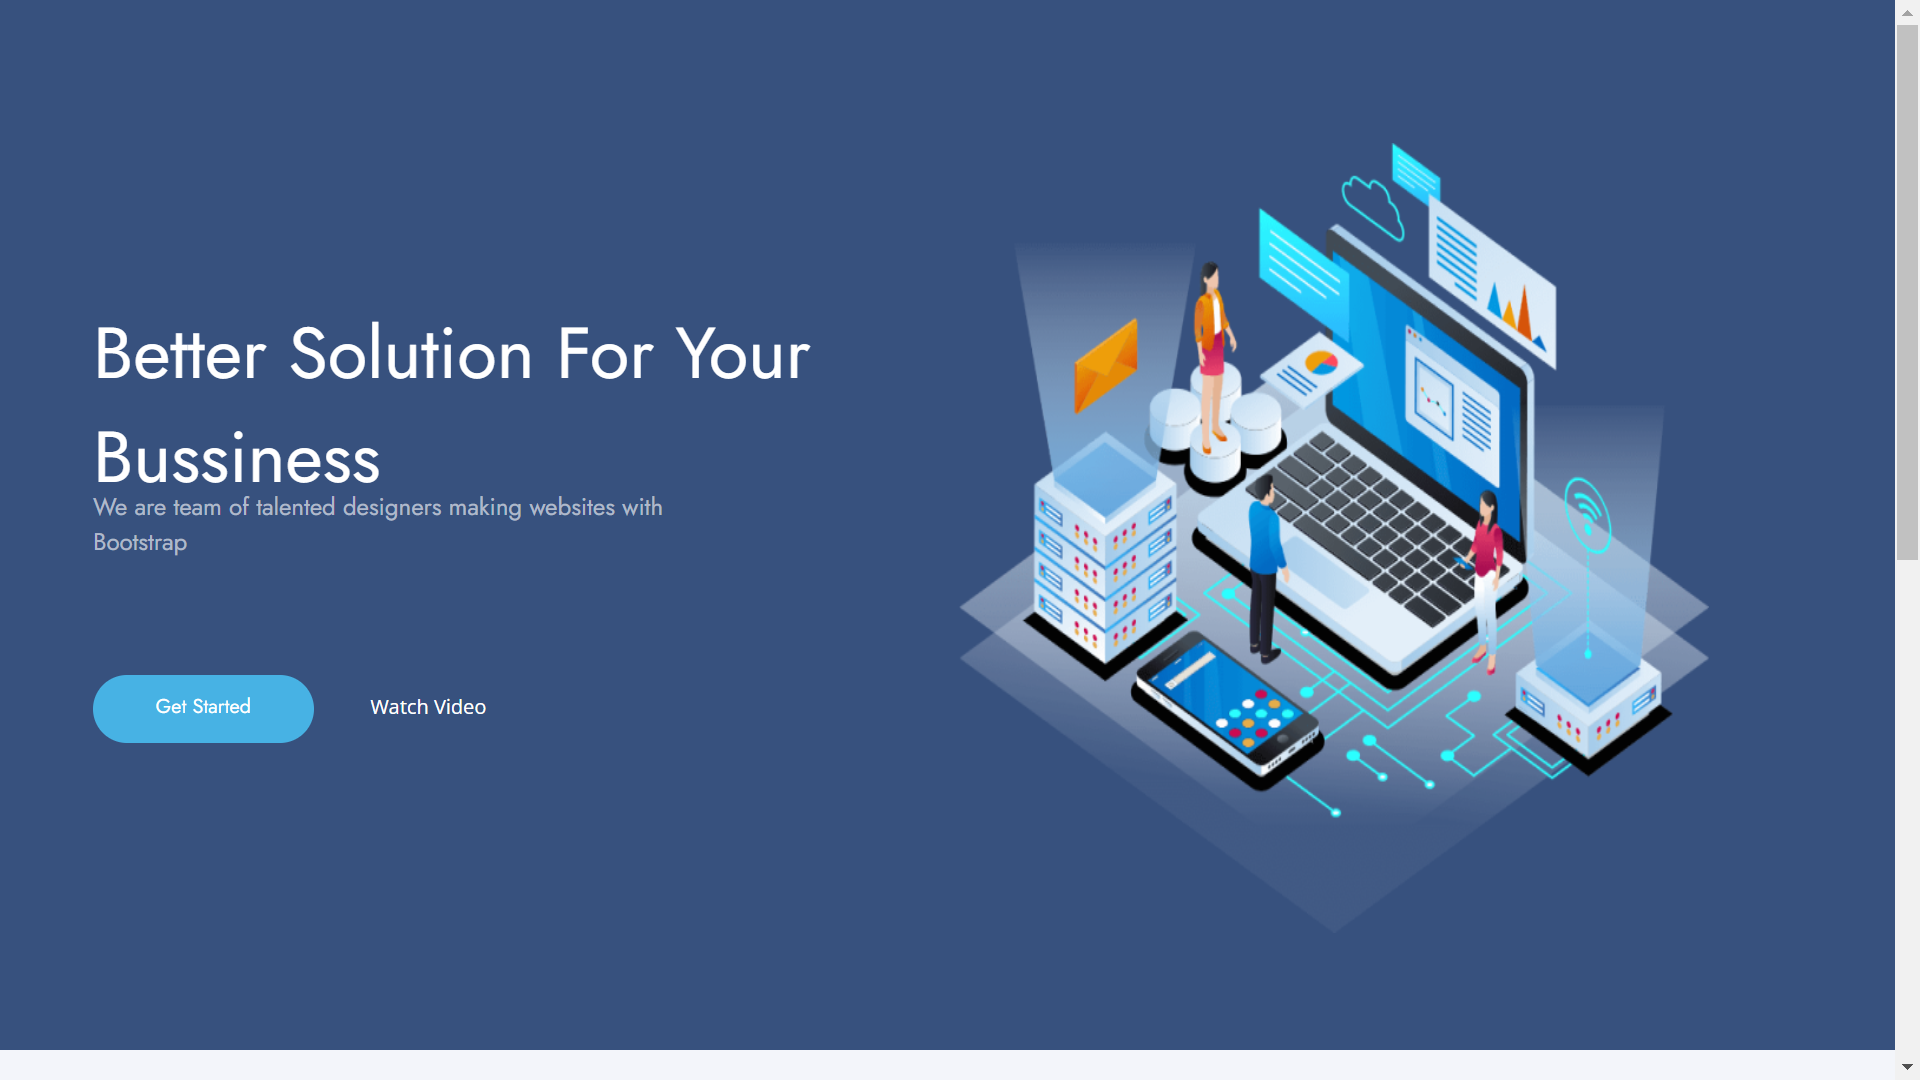 Better Solution For Your
Bussiness
We are team of talented designers making websites with
Bootstrap
Get Started
Watch Video